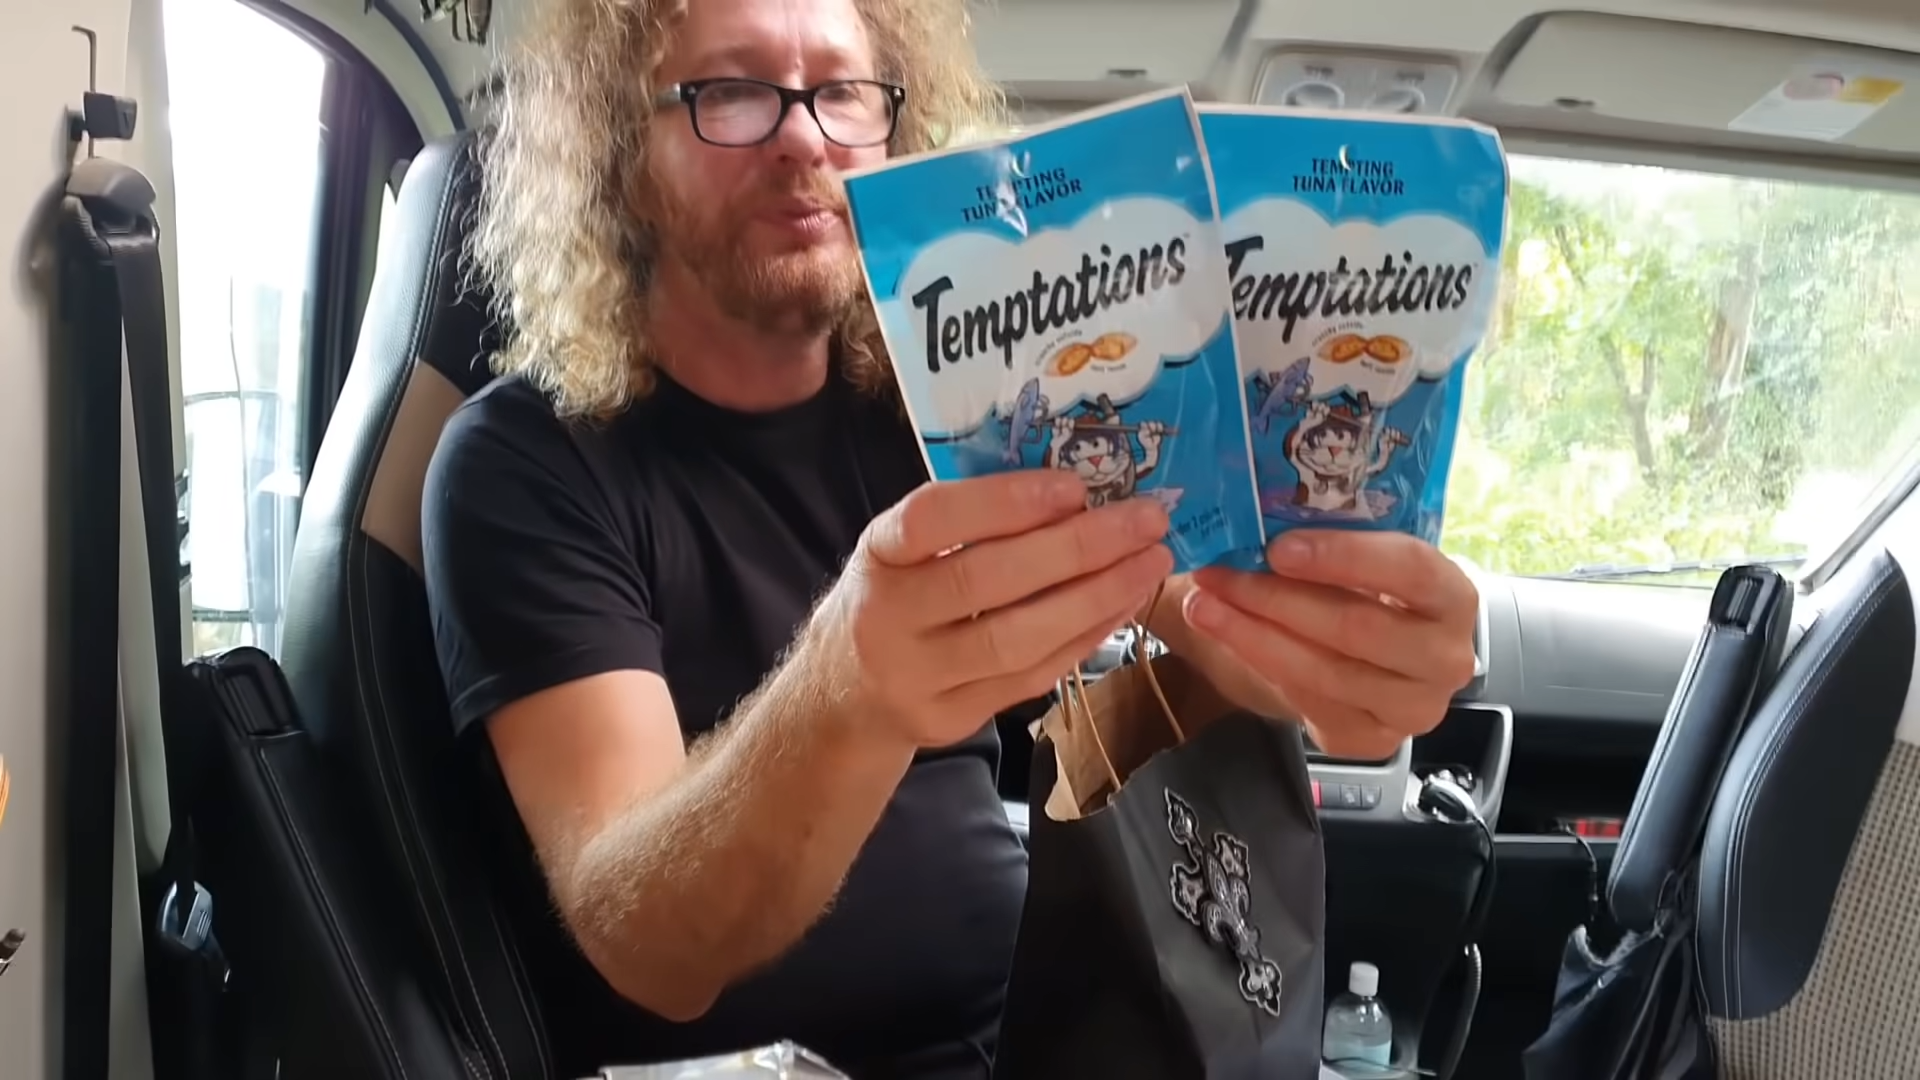 TEMPTING
TUNA FLAVOR
Temptations
TEMPTING
TUNA FLAVOR
Temptations